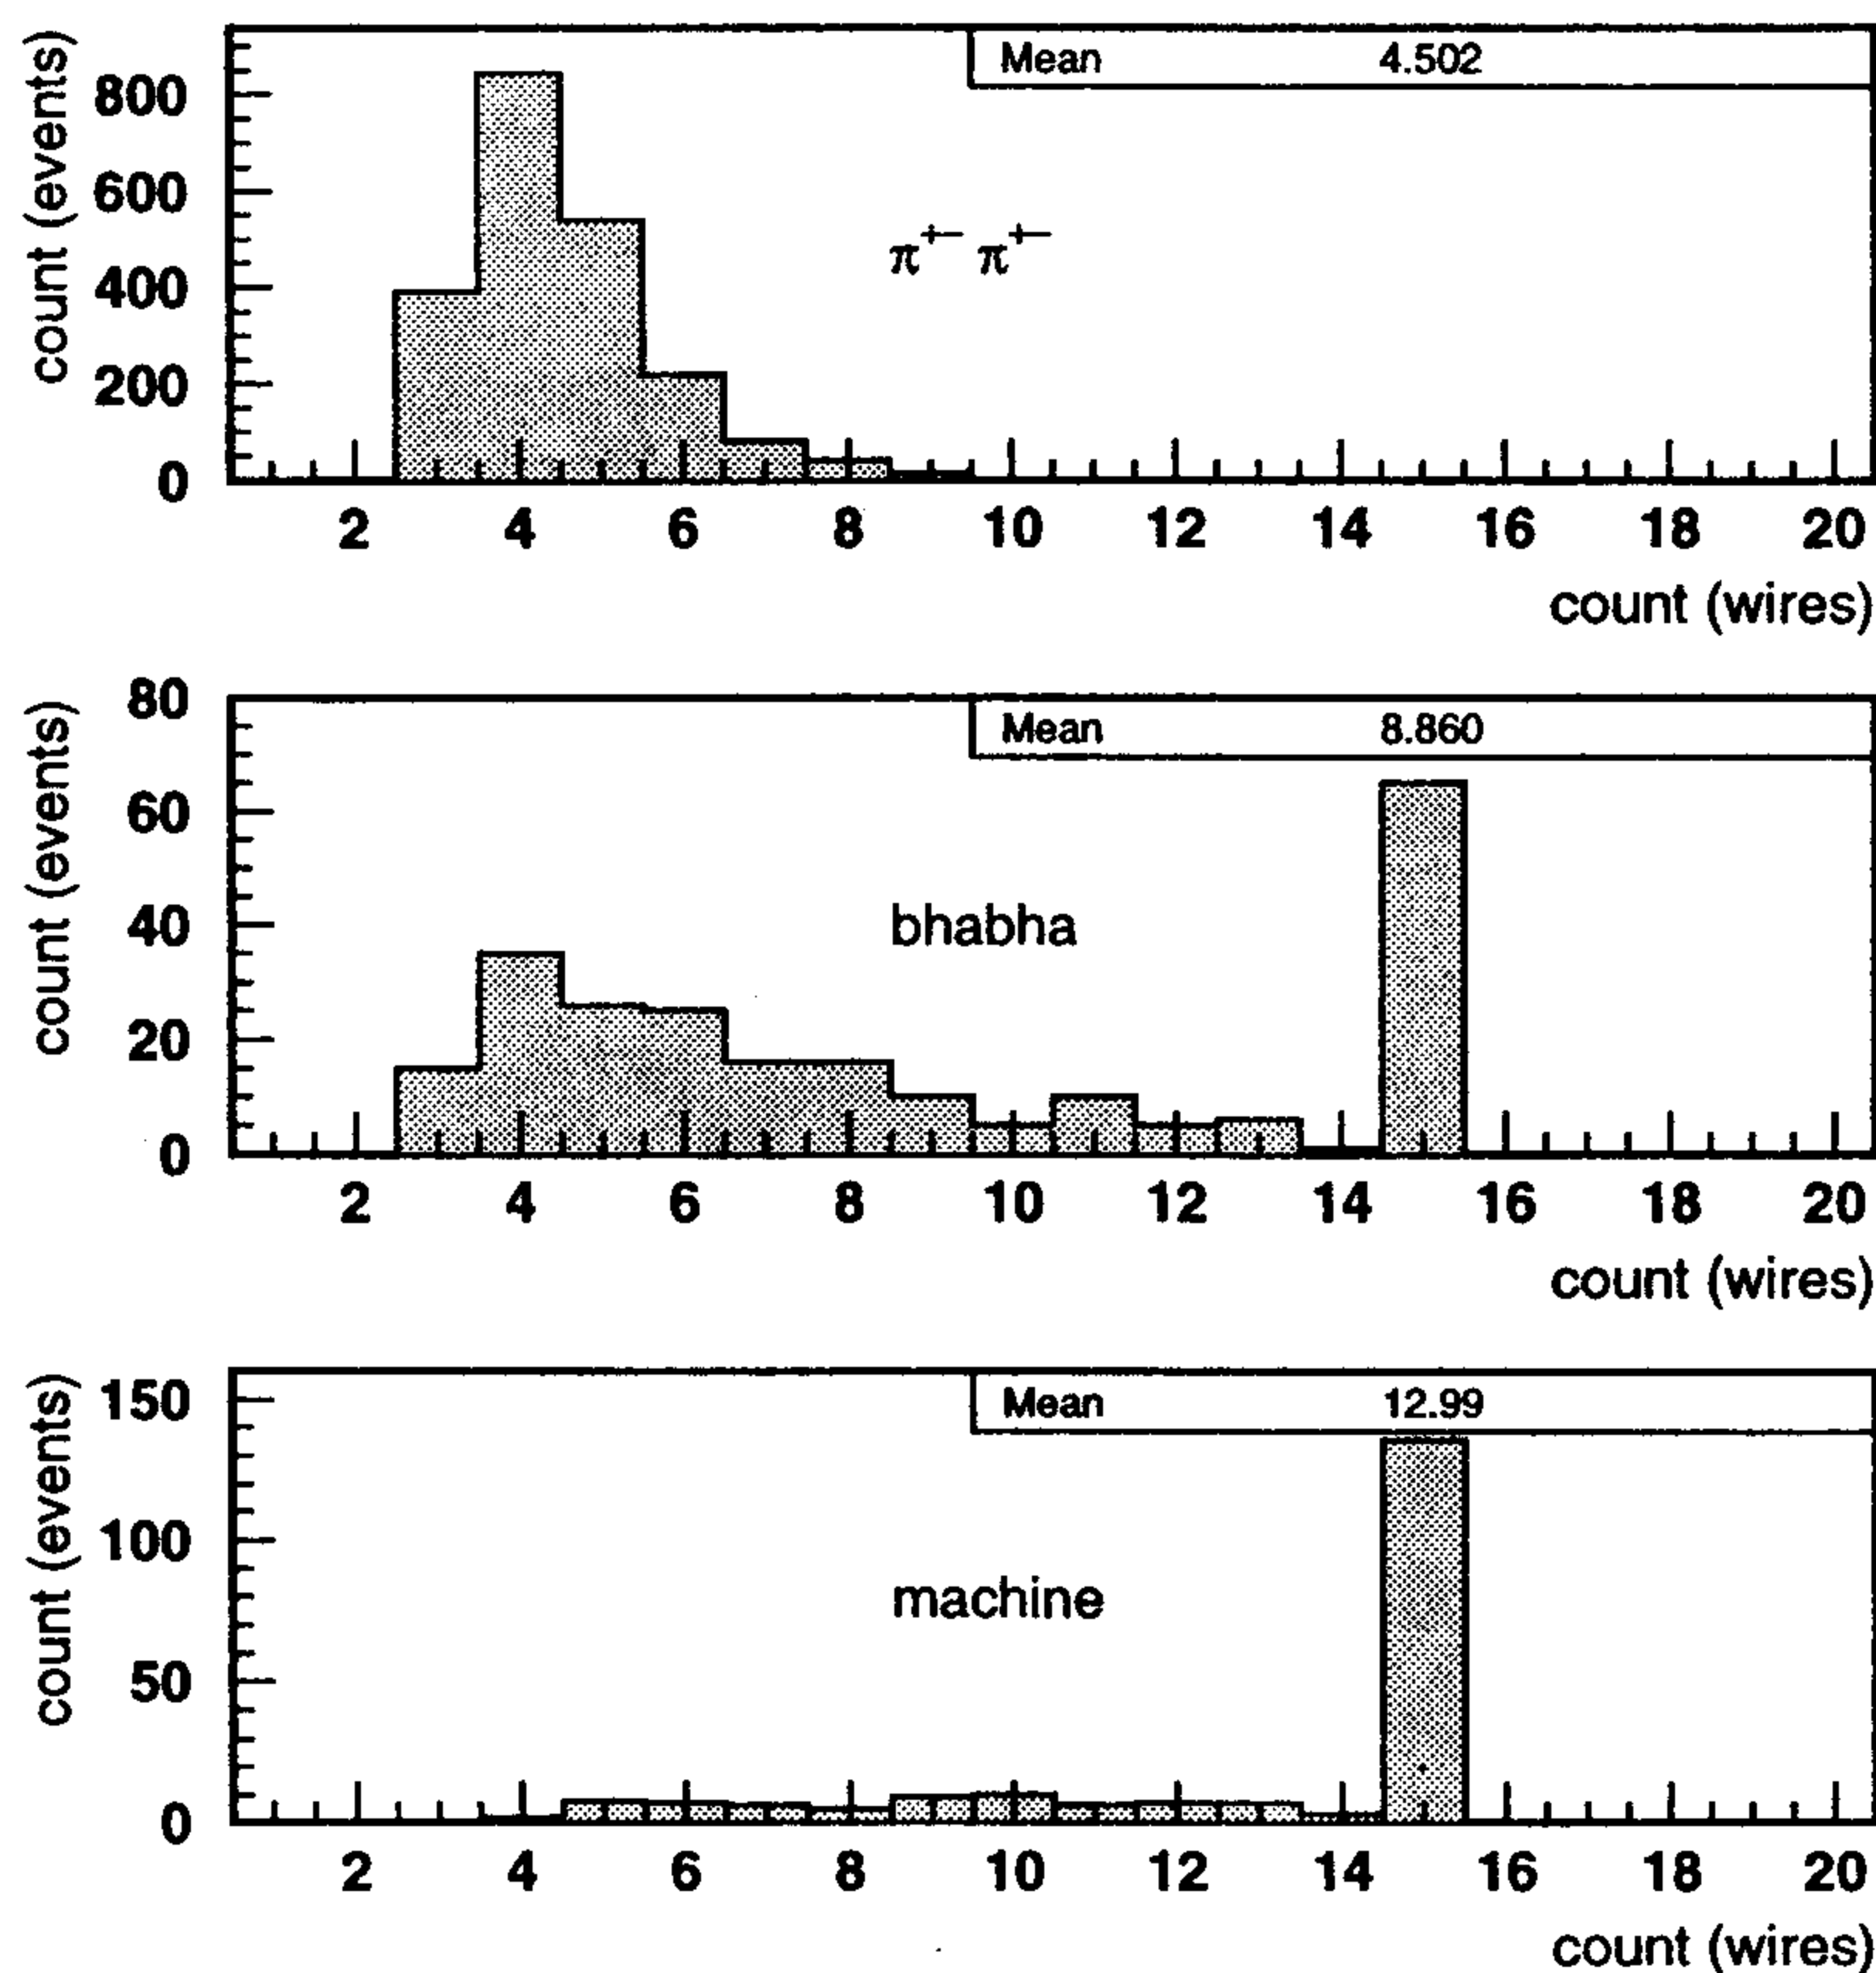 Mean 4.502
count (events)
800
600
400
200
0
π⁺⁻ π⁺⁻
2 4 6 8 10 12 14 16 18 20
count (wires)
Mean 8.860
count (events)
80
60
40
20
0
bhabha
2 4 6 8 10 12 14 16 18 20
count (wires)
Mean 12.99
count (events)
150
100
50
0
machine
2 4 6 8 10 12 14 16 18 20
count (wires)